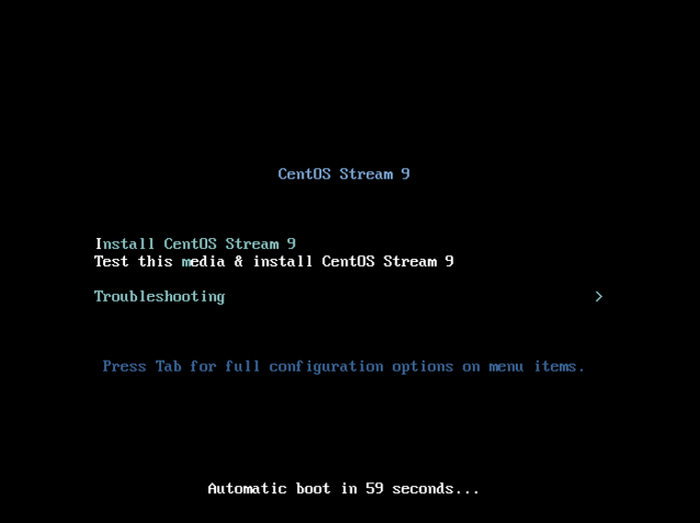 CentOS Stream 9
Install CentOS Stream 9
Test this media & install CentOS Stream 9
Troubleshooting >
Press Tab for full configuration options on menu items.
Automatic boot in 59 seconds...